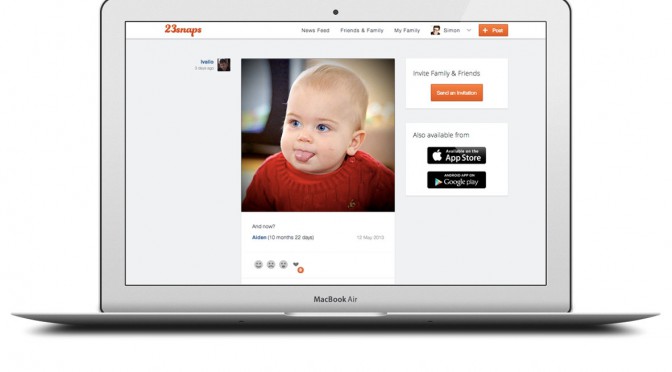 23snaps
News Feed
Friends & Family
My Family
Simon
+ Post
Ivailo
Invite Family & Friends
Send an Invitation
Also available from
Available on the
App Store
ANDROID APP ON
Google play
And now?
Aiden (10 months 22 days)
12 May 2013
MacBook Air